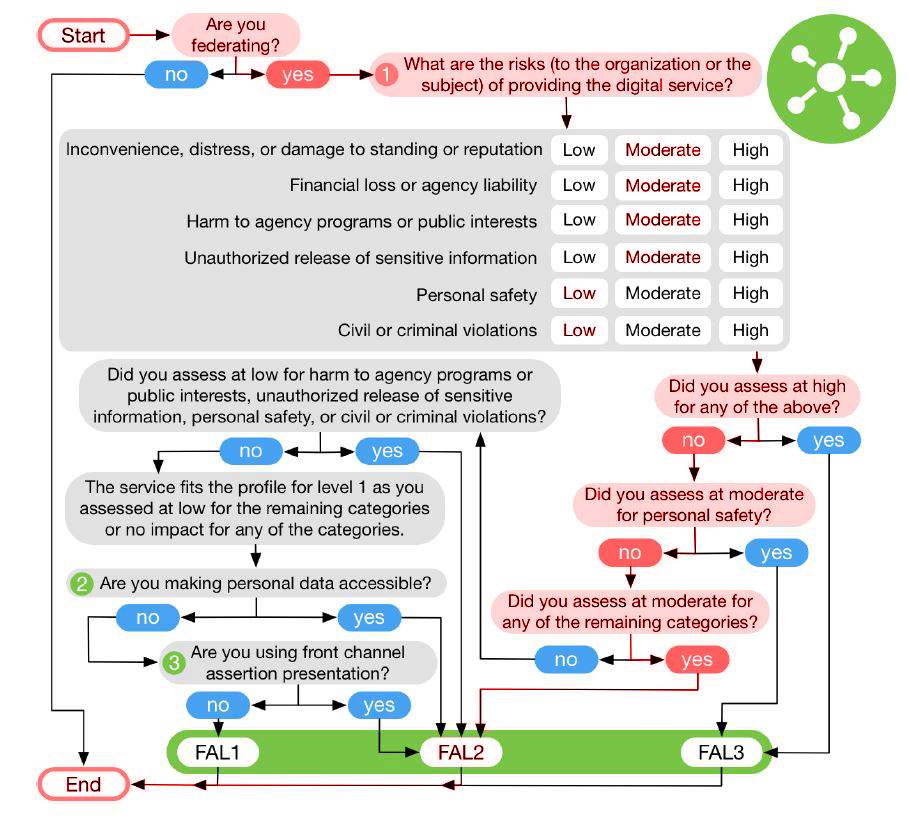 Start
Are you
federating?
no
yes
1
What are the risks (to the organization or the
subject) of providing the digital service?
Inconvenience, distress, or damage to standing or reputation Low Moderate High
Financial loss or agency liability Low Moderate High
Harm to agency programs or public interests Low Moderate High
Unauthorized release of sensitive information Low Moderate High
Personal safety Low Moderate High
Civil or criminal violations Low Moderate High
Did you assess at high
for any of the above?
no
yes
Did you assess at moderate
for personal safety?
no
yes
Did you assess at moderate for
any of the remaining categories?
no
yes
Did you assess at low for harm to agency programs or
public interests, unauthorized release of sensitive
information, personal safety, or civil or criminal violations?
no
yes
The service fits the profile for level 1 as you
assessed at low for the remaining categories
or no impact for any of the categories.
2
Are you making personal data accessible?
no
yes
3
Are you using front channel
assertion presentation?
no
yes
FAL1
FAL2
FAL3
End